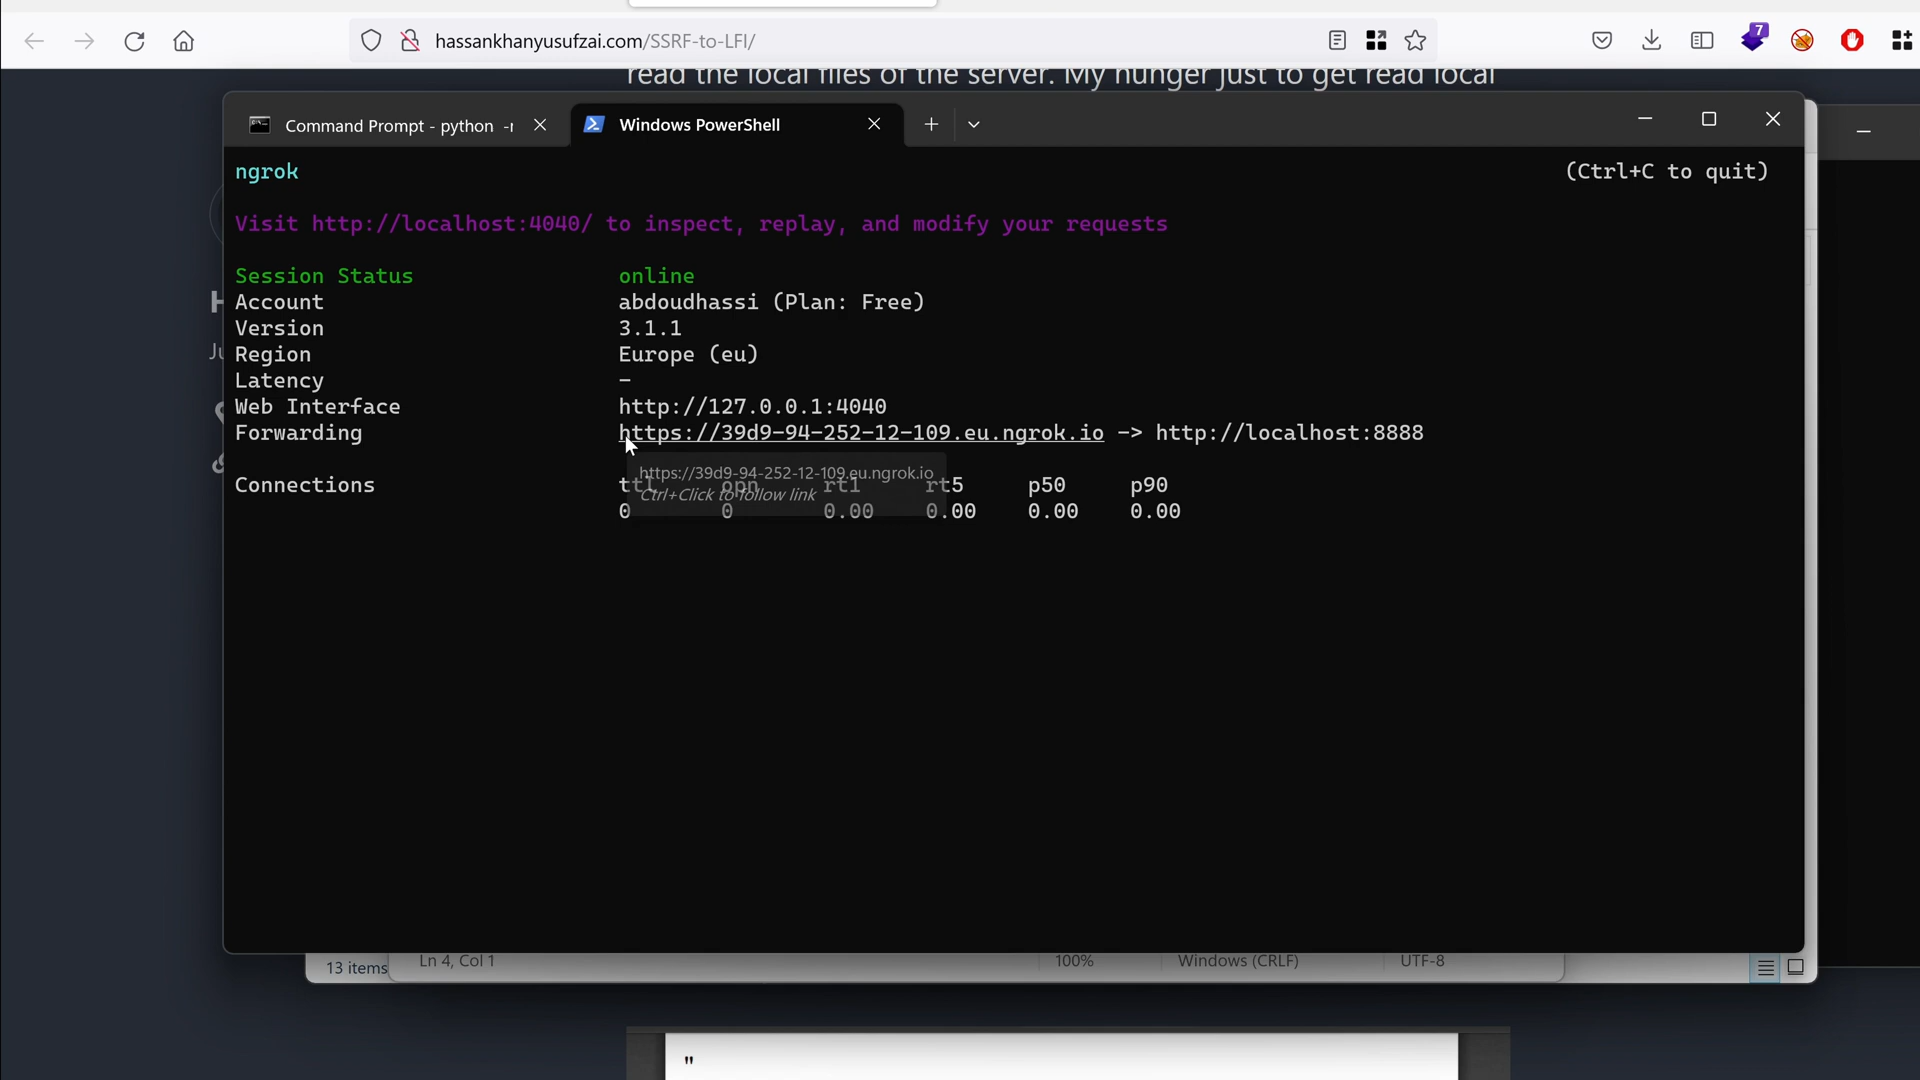 hassankhanyusufzai.com/SSRF-to-LFI/
7
read the local files of the server. My hunger just to get read local
Command Prompt - python -r
Windows PowerShell
ngrok (Ctrl+C to quit)
Visit http://localhost:4040/ to inspect, replay, and modify your requests
Session Status online
Account abdoudhassi (Plan: Free)
Version 3.1.1
Region Europe (eu)
Latency -
Web Interface http://127.0.0.1:4040
Forwarding https://39d9-94-252-12-109.eu.ngrok.io -> http://localhost:8888
https://39d9-94-252-12-109.eu.ngrok.io
Connections ttl opn rt1 rt5 p50 p90
Ctrl+Click to follow link
0 0 0.00 0.00 0.00 0.00
13 items
Ln 4, Col 1 100% Windows (CRLF) UTF-8
"